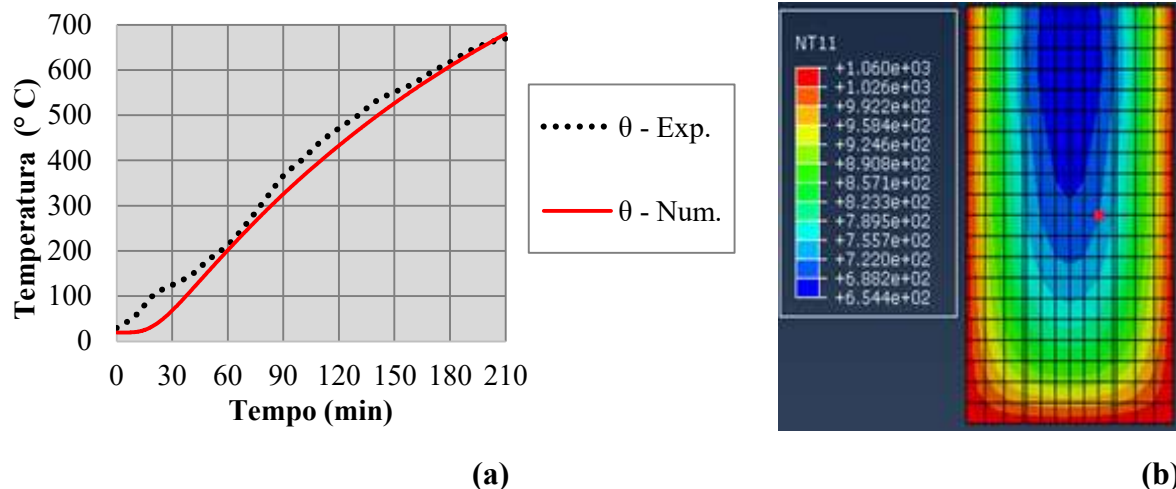 700
600
500
400
300
200
100
0
Temperatura (° C)
0 30 60 90 120 150 180 210
Tempo (min)
θ - Exp.
θ - Num.
NT11
+1.060e+03
+1.026e+03
+9.922e+02
+9.584e+02
+9.246e+02
+8.908e+02
+8.571e+02
+8.233e+02
+7.895e+02
+7.557e+02
+7.220e+02
+6.882e+02
+6.544e+02
(a)
(b)